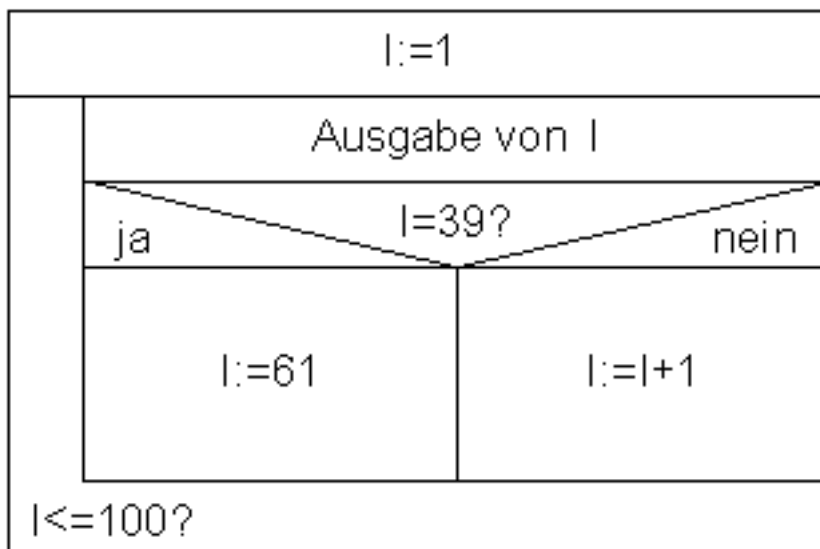 I:=1
Ausgabe von I
I=39?
ja
nein
I:=61
I:=I+1
I<=100?